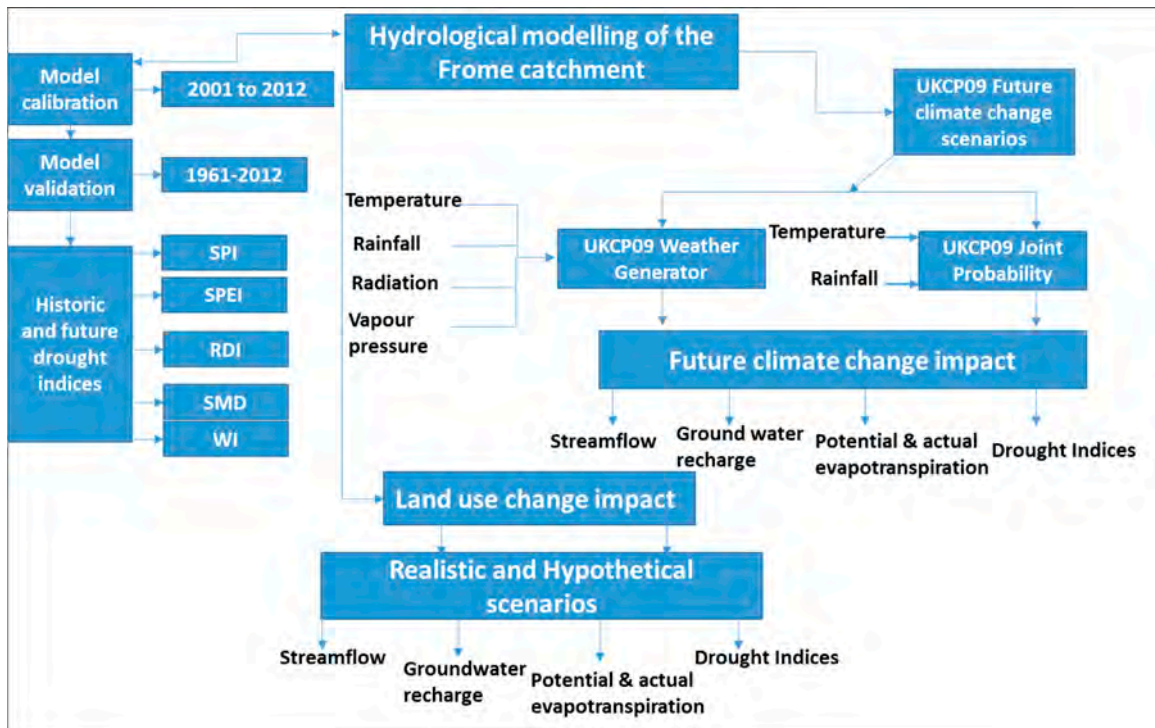 Hydrological modelling of the
Frome catchment
Model
calibration
2001 to 2012
Model
validation
1961-2012
Historic
and future
drought
indices
SPI
SPEI
RDI
SMD
WI
UKCP09 Future
climate change
scenarios
Temperature
Rainfall
Radiation
Vapour
pressure
UKCP09 Weather
Generator
Temperature
Rainfall
UKCP09 Joint
Probability
Future climate change impact
Streamflow
Ground water
recharge
Potential & actual
evapotranspiration
Drought Indices
Land use change impact
Realistic and Hypothetical
scenarios
Streamflow
Groundwater
recharge
Potential & actual
evapotranspiration
Drought Indices